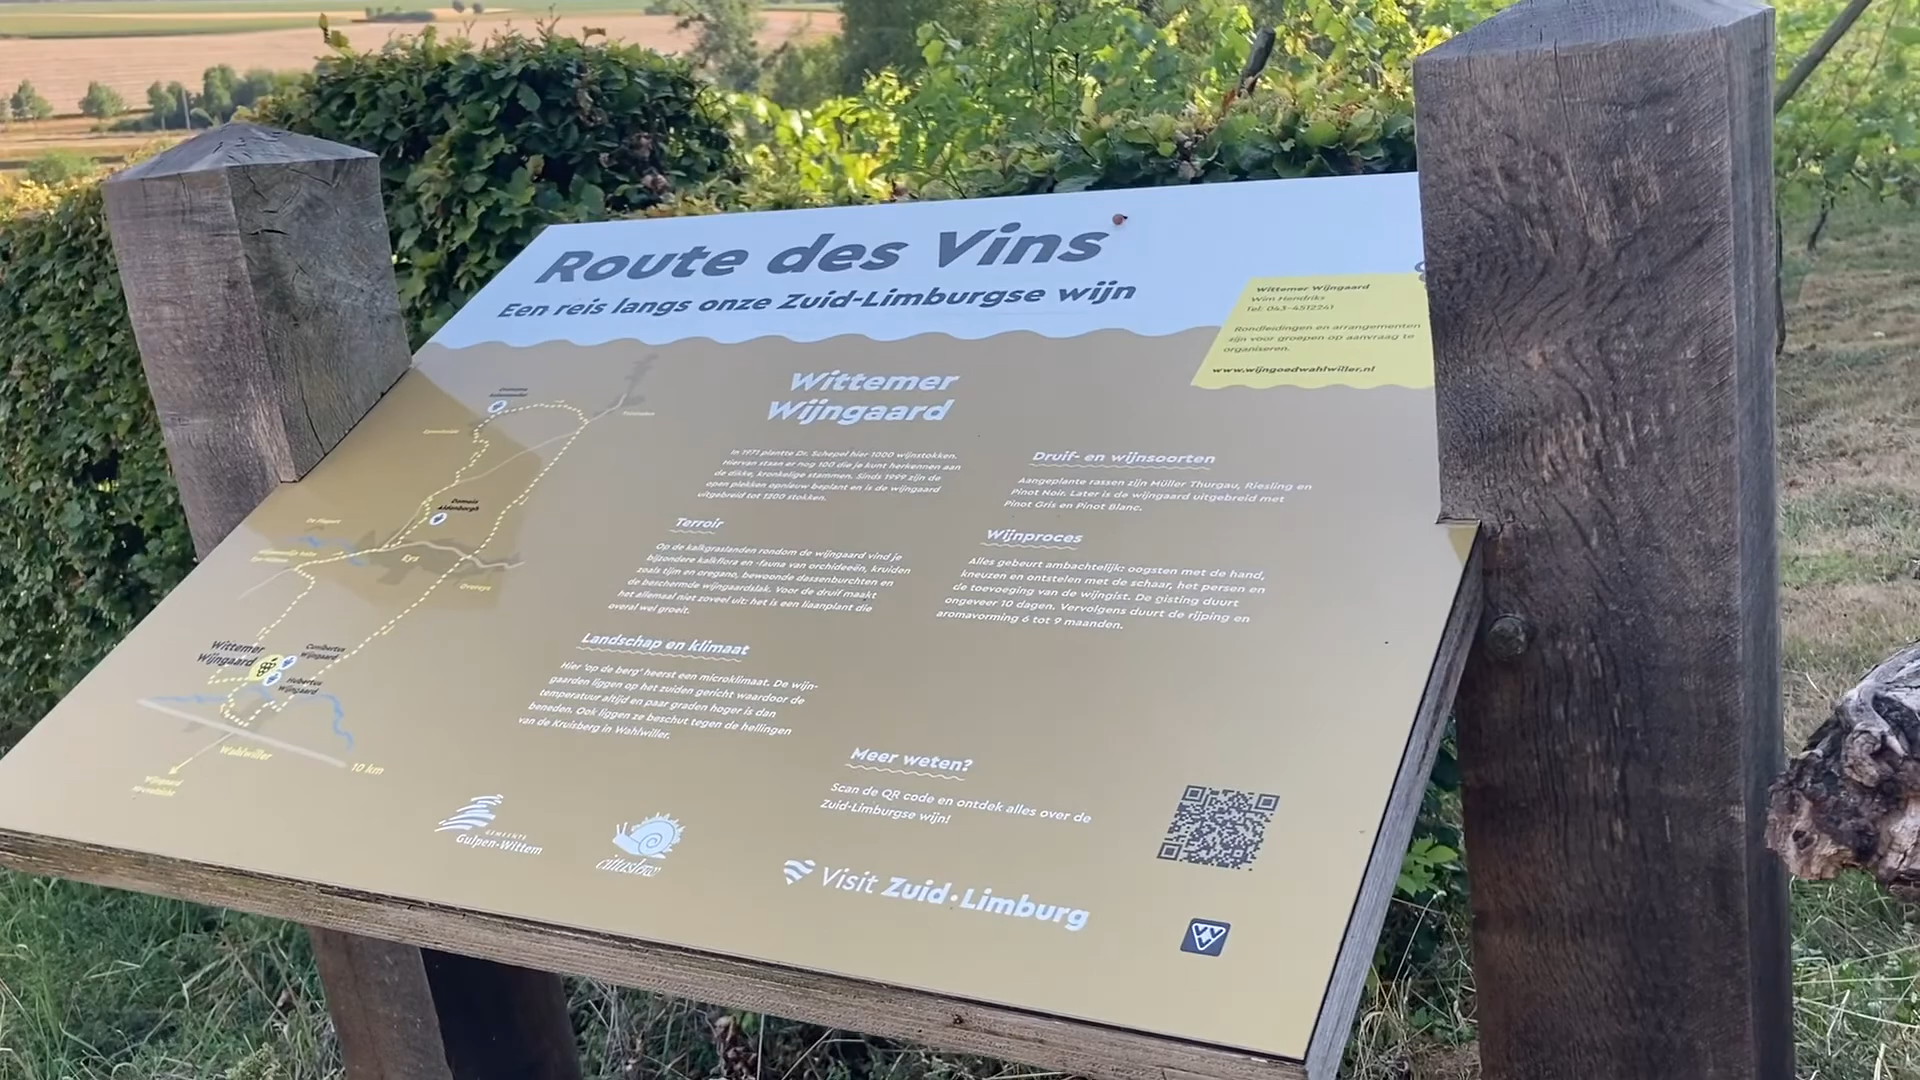 Route des Vins
Een reis langs onze Zuid-Limburgse wijn
Wittemer Wijngaard
Wim Hendriks
Tel: 043-4512241
Rondleidingen en arrangementen
zijn voor groepen op aanvraag te
organiseren.
www.wijngoedwahlwiller.nl
Wittemer
Wijngaard
In 1971 plantte Dr. Schepel hier 1000 wijnstokken.
Hiervan staan er nog 100 die je kunt herkennen aan
de dikke, kronkelige stammen. Sinds 1999 zijn de
open plekken opnieuw beplant en is de wijngaard
uitgebreid tot 1200 stokken.
Terroir
Op de kalkgraslanden rondom de wijngaard vind je
bijzondere kalkflora en -fauna van orchideeën, kruiden
zoals tijm en oregano, bewoonde dassenburchten en
de beschermde wijngaardslak. Voor de druif maakt
het allemaal niet zoveel uit: het is een liaanplant die
overal wel groeit.
Landschap en klimaat
Hier 'op de berg' heerst een microklimaat. De wijn-
gaarden liggen op het zuiden gericht waardoor de
temperatuur altijd en paar graden hoger is dan
beneden. Ook liggen ze beschut tegen de hellingen
van de Kruisberg in Wahlwiller.
Druif- en wijnsoorten
Aangeplante rassen zijn Müller Thurgau, Riesling en
Pinot Noir. Later is de wijngaard uitgebreid met
Pinot Gris en Pinot Blanc.
Wijnproces
Alles gebeurt ambachtelijk: oogsten met de hand,
kneuzen en ontstelen met de schaar, het persen en
de toevoeging van de wijngist. De gisting duurt
ongeveer 10 dagen. Vervolgens duurt de rijping en
aromavorming 6 tot 9 maanden.
Meer weten?
Scan de QR code en ontdek alles over de
Zuid-Limburgse wijn!
Domein
Aldenborgh
Eys
Overeys
Wittemer
Wijngaard
Cunibertus
Wijngaard
Hubertus
Wijngaard
Wahlwiller
10 km
Wijngaard
GEMEENTE
Gulpen-Wittem
cittaslow
Visit Zuid·Limburg
VVV